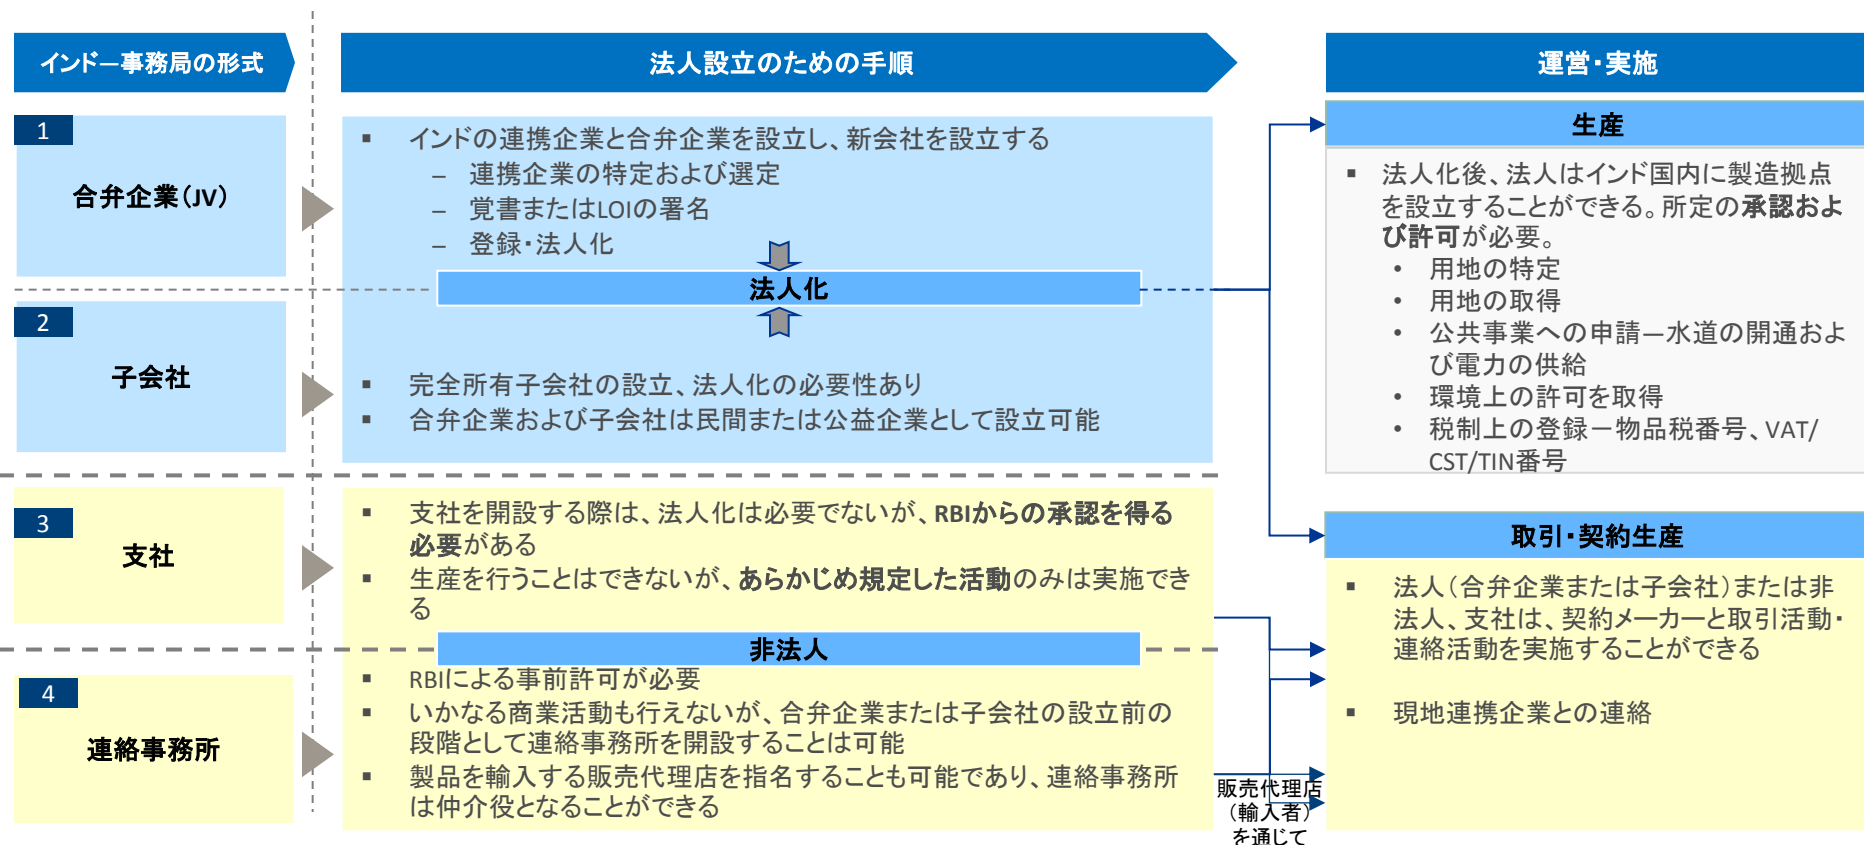 インド―事務局の形式
法人設立のための手順
運営・実施
1
合弁企業（JV）
▪ インドの連携企業と合弁企業を設立し、新会社を設立する
– 連携企業の特定および選定
– 覚書またはLOIの署名
– 登録・法人化
法人化
2
子会社
▪ 完全所有子会社の設立、法人化の必要性あり
▪ 合弁企業および子会社は民間または公益企業として設立可能
3
支社
▪ 支社を開設する際は、法人化は必要でないが、RBIからの承認を得る
必要がある
▪ 生産を行うことはできないが、あらかじめ規定した活動のみは実施でき
る
非法人
4
連絡事務所
▪ RBIによる事前許可が必要
▪ いかなる商業活動も行えないが、合弁企業または子会社の設立前の
段階として連絡事務所を開設することは可能
▪ 製品を輸入する販売代理店を指名することも可能であり、連絡事務所
は仲介役となることができる
販売代理店
（輸入者）
を通じて
生産
▪ 法人化後、法人はインド国内に製造拠点
を設立することができる。所定の承認およ
び許可が必要。
• 用地の特定
• 用地の取得
• 公共事業への申請―水道の開通およ
び電力の供給
• 環境上の許可を取得
• 税制上の登録－物品税番号、VAT/
CST/TIN番号
取引・契約生産
▪ 法人（合弁企業または子会社）または非
法人、支社は、契約メーカーと取引活動・
連絡活動を実施することができる
▪ 現地連携企業との連絡